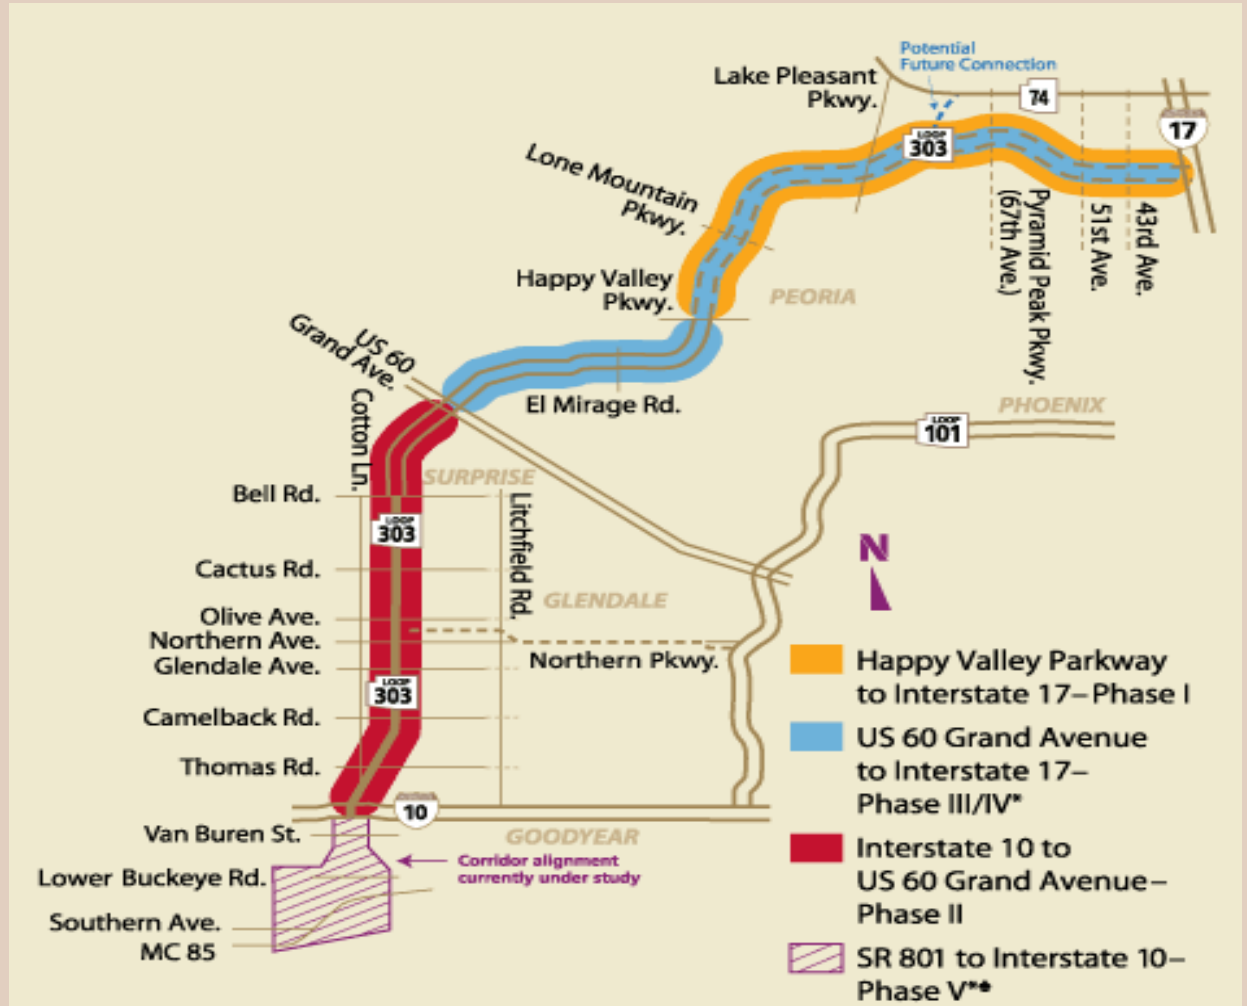 Potential
Future Connection
Lake Pleasant
Pkwy.
74
17
LOOP
303
Lone Mountain
Pkwy.
Pyramid Peak Pkwy.
(67th Ave.)
51st Ave.
43rd Ave.
Happy Valley
Pkwy.
PEORIA
US 60
Grand Ave.
El Mirage Rd.
PHOENIX
LOOP
101
Cotton Ln.
SURPRISE
Bell Rd.
Litchfield Rd.
LOOP
303
N
Cactus Rd.
GLENDALE
Olive Ave.
Northern Ave.
Northern Pkwy.
Glendale Ave.
LOOP
303
Camelback Rd.
Thomas Rd.
10
Van Buren St.
GOODYEAR
Corridor alignment
currently under study
Lower Buckeye Rd.
Southern Ave.
MC 85
Happy Valley Parkway
to Interstate 17–Phase I
US 60 Grand Avenue
to Interstate 17–
Phase III/IV*
Interstate 10 to
US 60 Grand Avenue–
Phase II
SR 801 to Interstate 10–
Phase V*♠